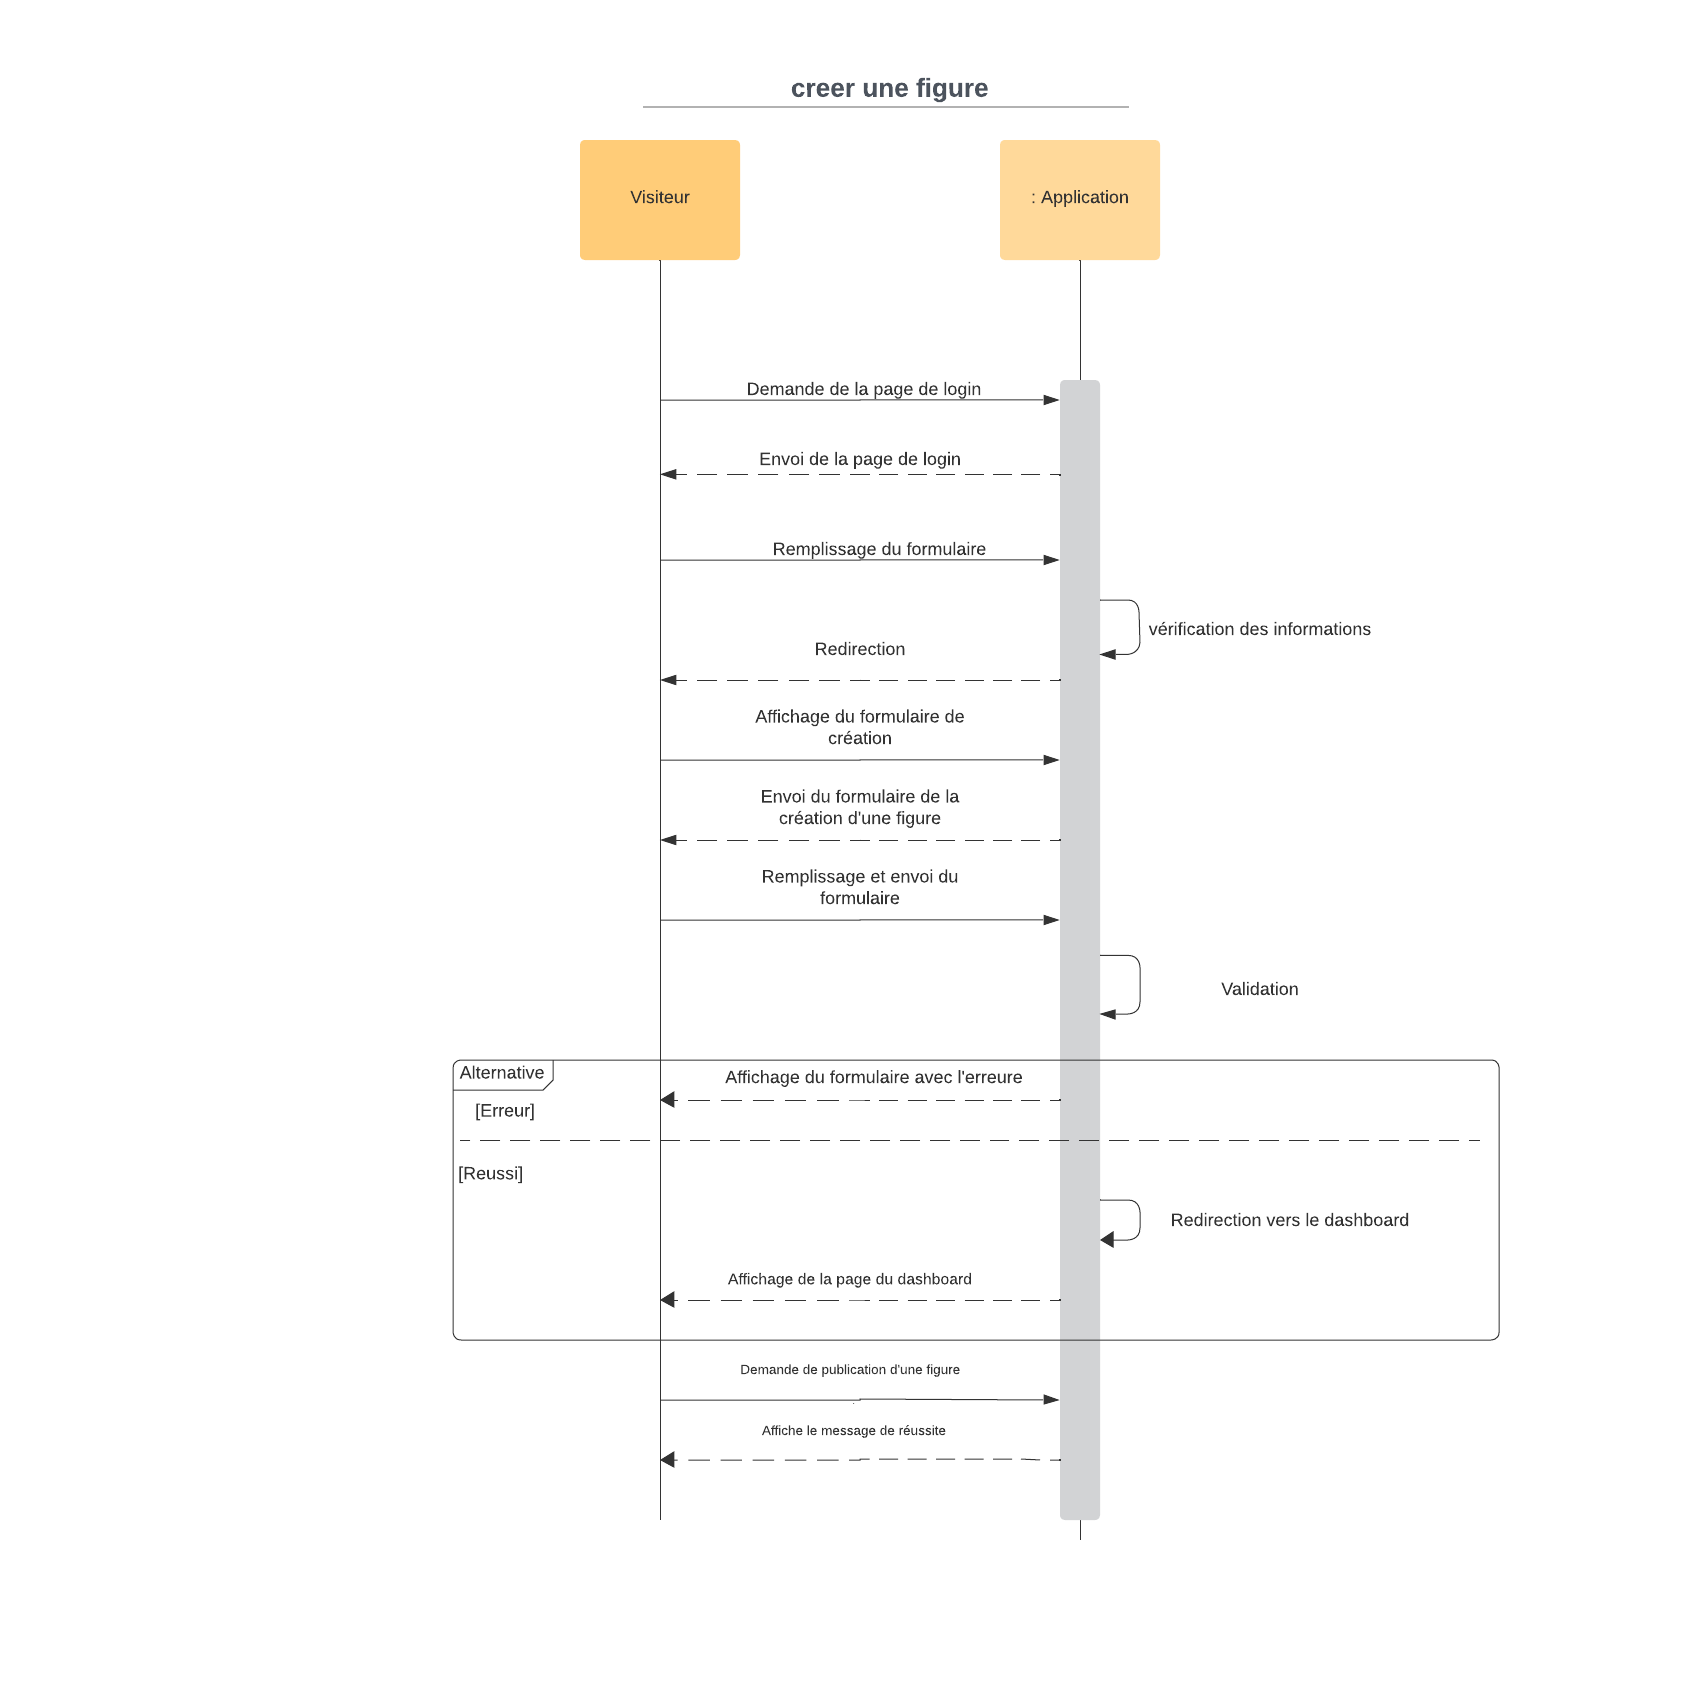 creer une figure
Visiteur
: Application
Demande de la page de login
Envoi de la page de login
Remplissage du formulaire
vérification des informations
Redirection
Affichage du formulaire de
création
Envoi du formulaire de la
création d'une figure
Remplissage et envoi du
formulaire
Validation
Alternative
Affichage du formulaire avec l'erreure
[Erreur]
[Reussi]
Redirection vers le dashboard
Affichage de la page du dashboard
Demande de publication d'une figure
Affiche le message de réussite